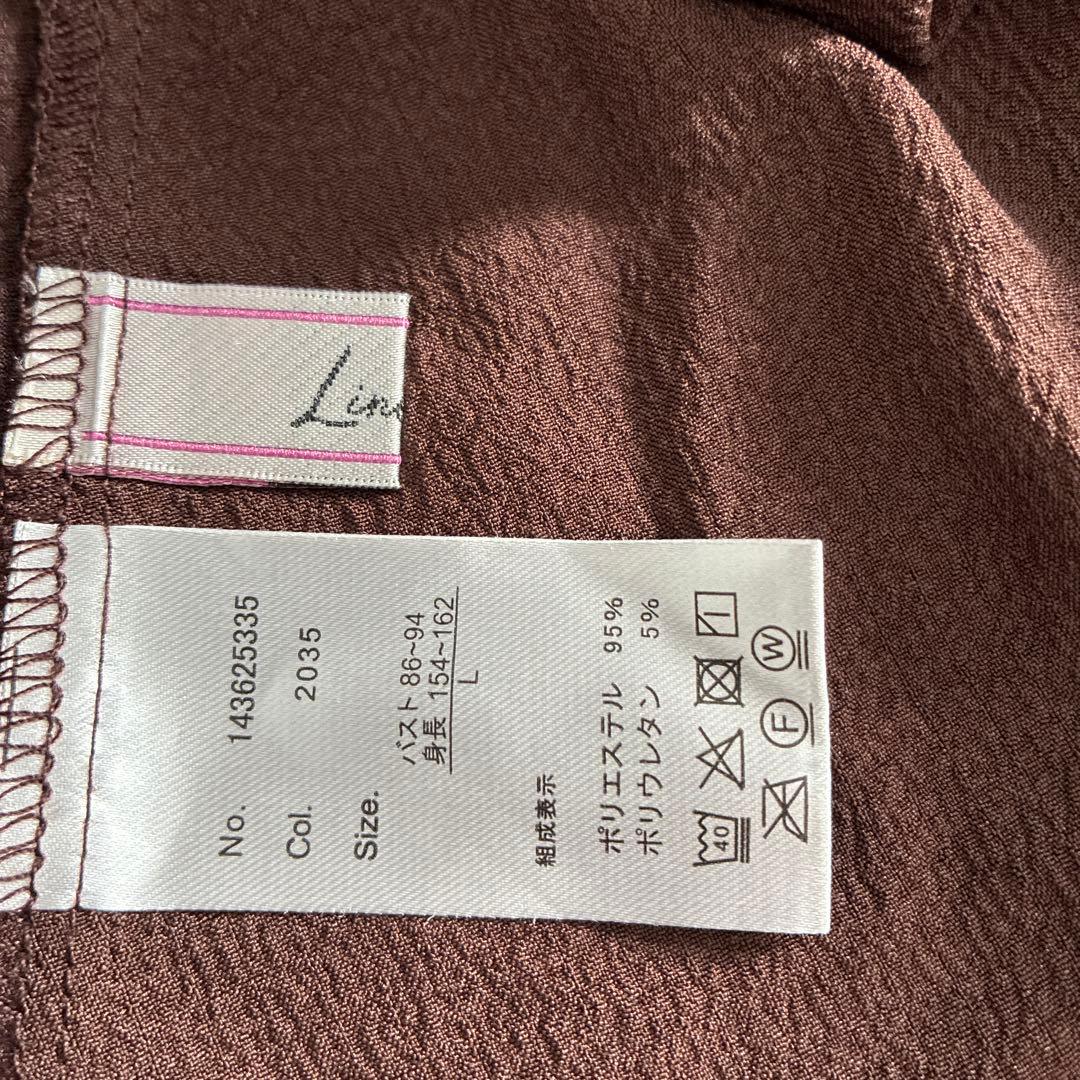 No. 143625335
Col. 2035
Size.
バスト 86~94
身長 154~162
L
組成表示
ポリエステル 95%
ポリウレタン 5%
40
F W